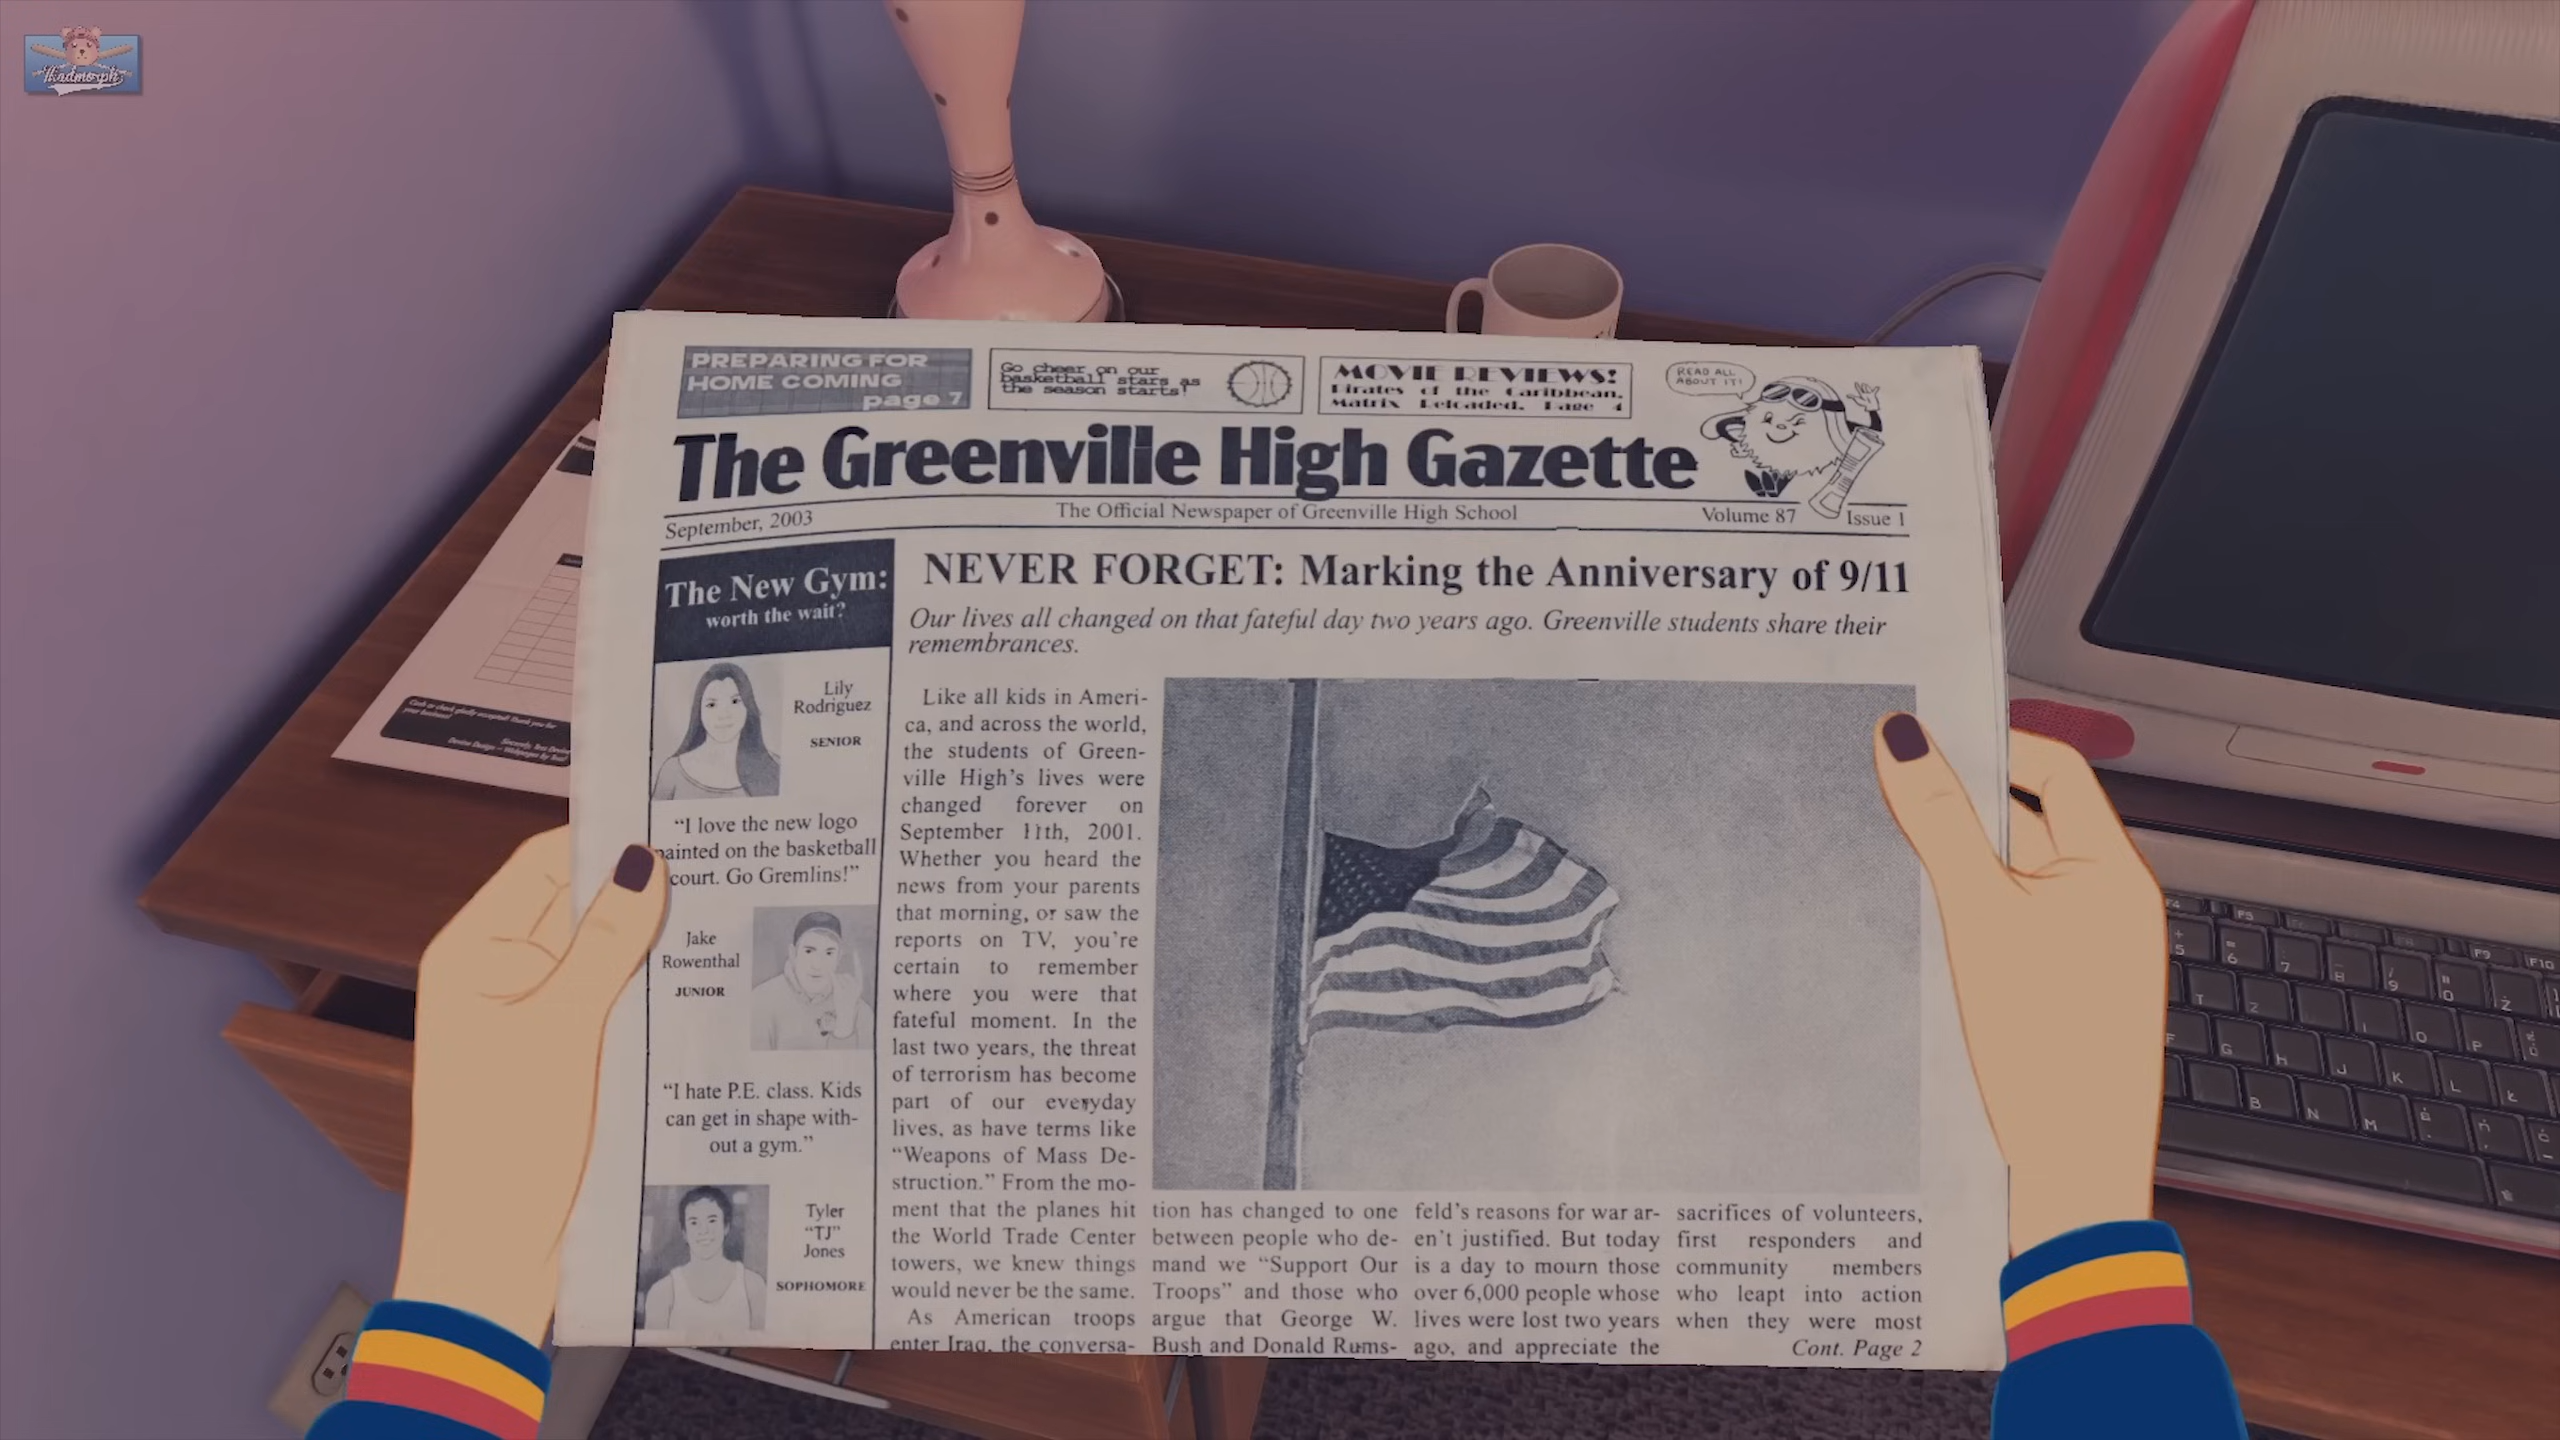 PREPARING FOR
HOME COMING
page 7
Go cheer on our
basketball stars as
the season starts!
MOVIE REVIEWS!
Pirates of the Caribbean,
Matrix Reloaded. Page 4
READ ALL
ABOUT IT!
The Greenville High Gazette
September, 2003
The Official Newspaper of Greenville High School
Volume 87
Issue 1
The New Gym:
worth the wait?
Lily
Rodriguez
SENIOR
“I love the new logo
painted on the basketball
court. Go Gremlins!”
Jake
Rowenthal
JUNIOR
“I hate P.E. class. Kids
can get in shape with-
out a gym.”
Tyler
“TJ”
Jones
SOPHOMORE
NEVER FORGET: Marking the Anniversary of 9/11
Our lives all changed on that fateful day two years ago. Greenville students share their
remembrances.
Like all kids in Ameri-
ca, and across the world,
the students of Green-
ville High’s lives were
changed forever on
September 11th, 2001.
Whether you heard the
news from your parents
that morning, or saw the
reports on TV, you’re
certain to remember
where you were that
fateful moment. In the
last two years, the threat
of terrorism has become
part of our everyday
lives, as have terms like
“Weapons of Mass De-
struction.” From the mo-
ment that the planes hit
the World Trade Center
towers, we knew things
would never be the same.
As American troops
enter Iraq, the conversa-
tion has changed to one
between people who de-
mand we “Support Our
Troops” and those who
argue that George W.
Bush and Donald Rums-
feld’s reasons for war ar-
en’t justified. But today
is a day to mourn those
over 6,000 people whose
lives were lost two years
ago, and appreciate the
sacrifices of volunteers,
first responders and
community members
who leapt into action
when they were most
Cont. Page 2
Cash or check gladly accepted! Thank you for
your business!